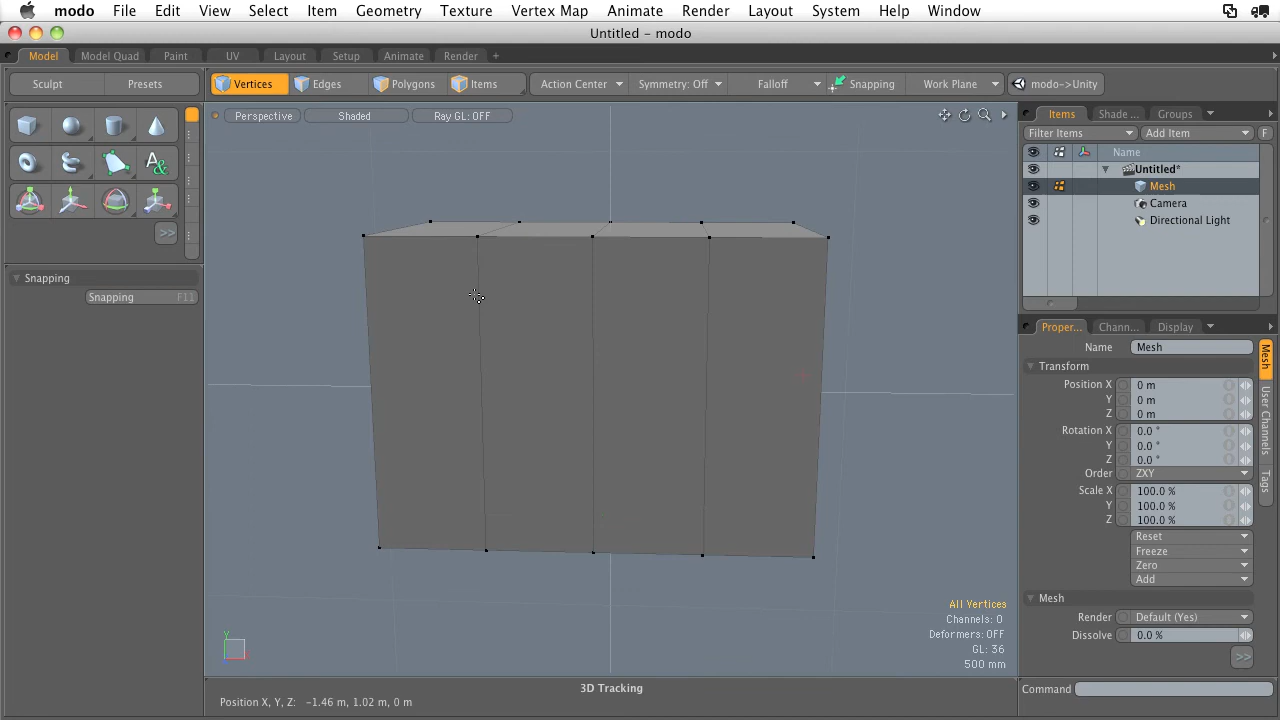 modo File Edit View Select Item Geometry Texture Vertex Map Animate Render Layout System Help Window
Untitled – modo
Model Model Quad Paint UV Layout Setup Animate Render +
Sculpt Presets Vertices Edges Polygons Items Action Center Symmetry: Off Falloff Snapping Work Plane modo->Unity
Perspective Shaded Ray GL: OFF
Items Shade ... Groups
Filter Items Add Item F
Name
Untitled*
Mesh
Camera
Directional Light
>>
Snapping
Snapping F11
Proper... Chann... Display
Name Mesh
Transform
Position X 0 m
Y 0 m
Z 0 m
Rotation X 0.0 °
Y 0.0 °
Z 0.0 °
Order ZXY
Scale X 100.0 %
Y 100.0 %
Z 100.0 %
Reset
Freeze
Zero
Add
Mesh
Render Default (Yes)
Dissolve 0.0 %
>>
Mesh
User Channels
Tags
All Vertices
Channels: 0
Deformers: OFF
GL: 36
500 mm
Y
3D Tracking
Position X, Y, Z: -1.46 m, 1.02 m, 0 m
Command